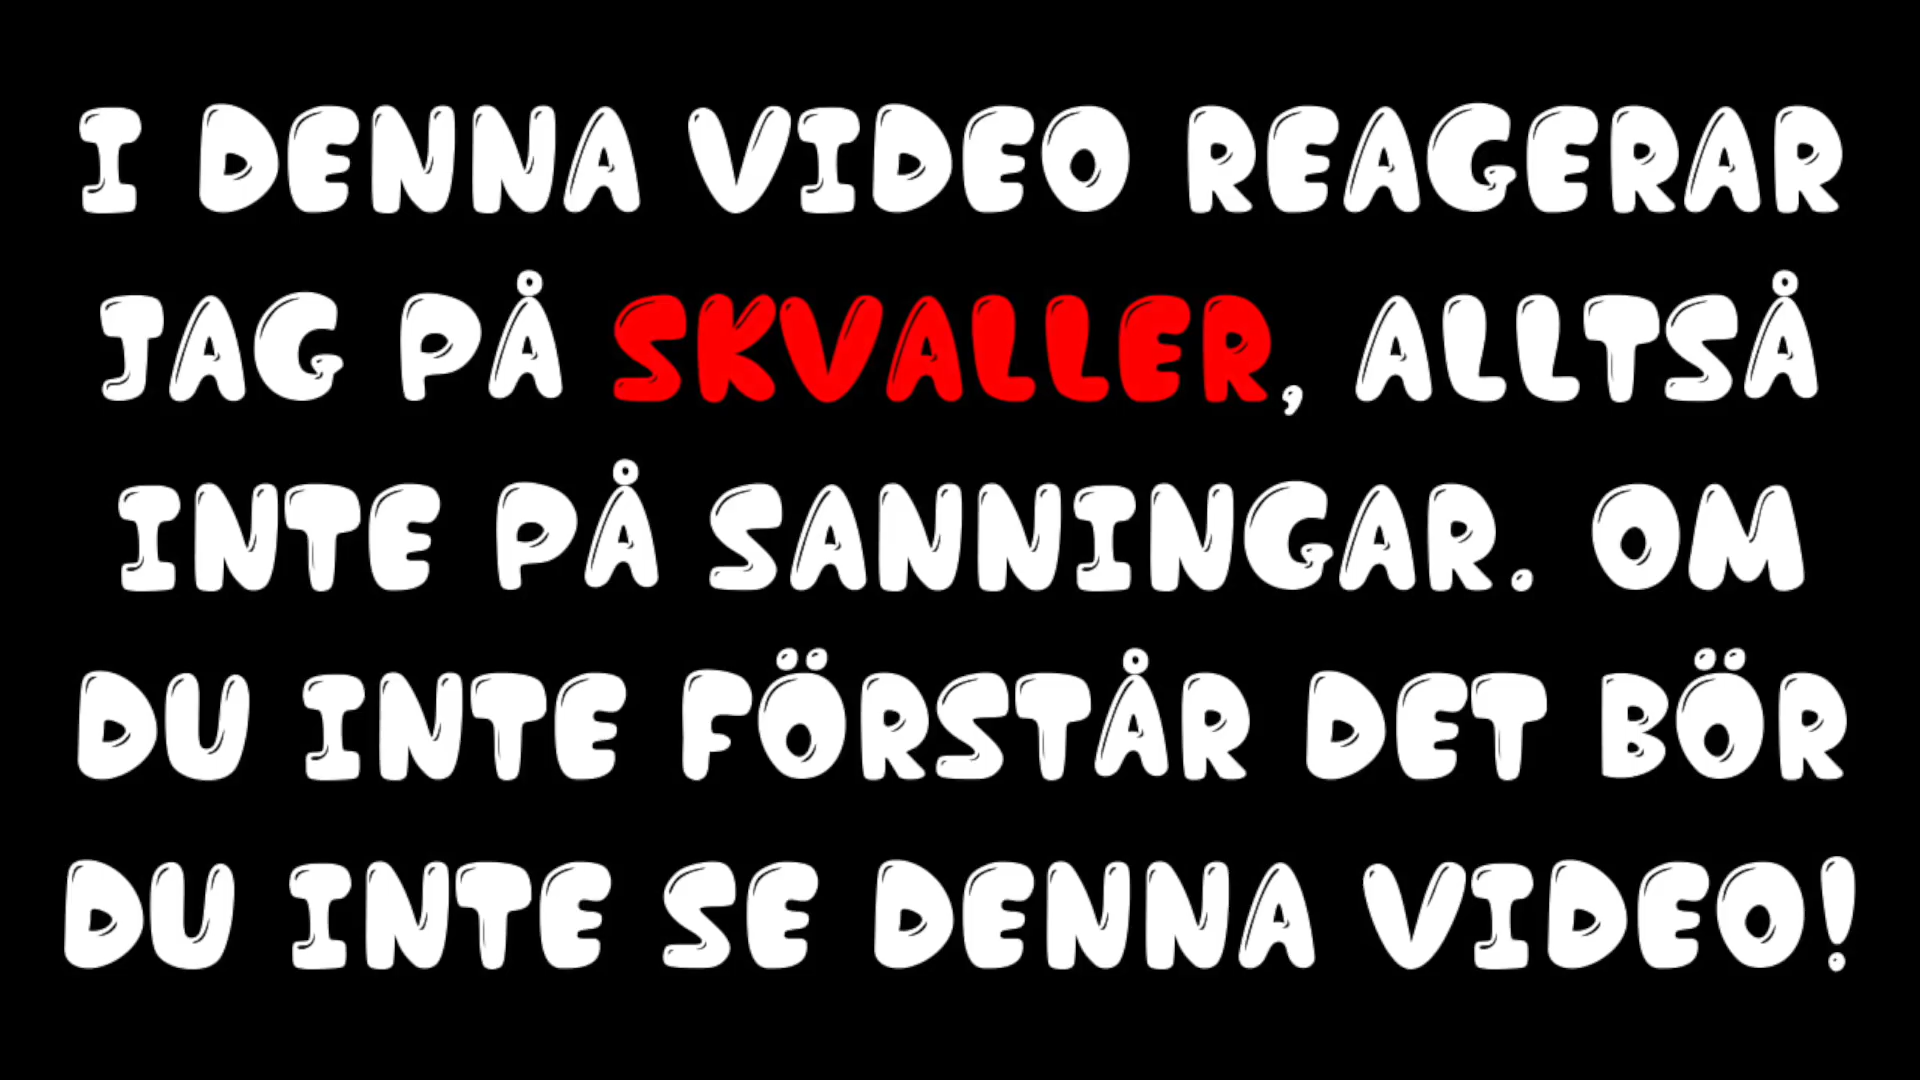 I DENNA VIDEO REAGERAR
JAG PÅ SKVALLER, ALLTSÅ
INTE PÅ SANNINGAR. OM
DU INTE FÖRSTÅR DET BÖR
DU INTE SE DENNA VIDEO!